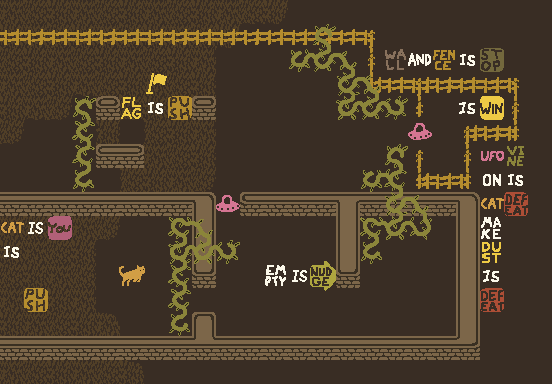 WALL AND FENCE IS STOP
FLAG IS PUSH
IS WIN
UFO VINE
ON IS
CAT DEFEAT
CAT IS YOU
MAKE
IS
DUST
EMPTY IS NUDGE
IS
PUSH
DEFEAT